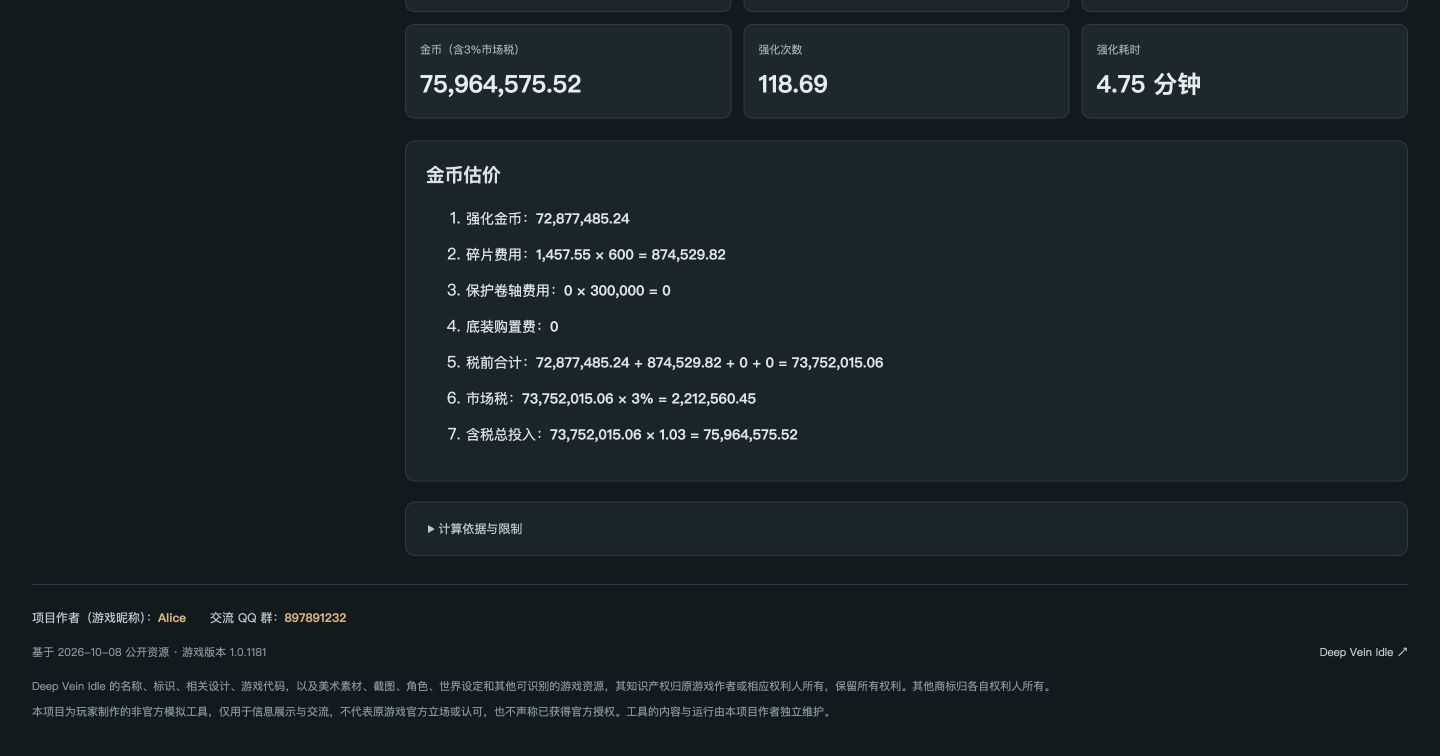 金币（含3%市场税）
75,964,575.52
强化次数
118.69
强化耗时
4.75 分钟
金币估价
1. 强化金币：72,877,485.24
2. 碎片费用：1,457.55 × 600 = 874,529.82
3. 保护卷轴费用：0 × 300,000 = 0
4. 底装购置费：0
5. 税前合计：72,877,485.24 + 874,529.82 + 0 + 0 = 73,752,015.06
6. 市场税：73,752,015.06 × 3% = 2,212,560.45
7. 含税总投入：73,752,015.06 × 1.03 = 75,964,575.52
▶ 计算依据与限制
项目作者（游戏昵称）：Alice 交流 QQ 群：897891232
基于 2026-10-08 公开资源 · 游戏版本 1.0.1181
Deep Vein Idle ↗
Deep Vein Idle 的名称、标识、相关设计、游戏代码，以及美术素材、截图、角色、世界设定和其他可识别的游戏资源，其知识产权归原游戏作者或相应权利人所有，保留所有权利。其他商标归各自权利人所有。
本项目为玩家制作的非官方模拟工具，仅用于信息展示与交流，不代表原游戏官方立场或认可，也不声称已获得官方授权。工具的内容与运行由本项目作者独立维护。